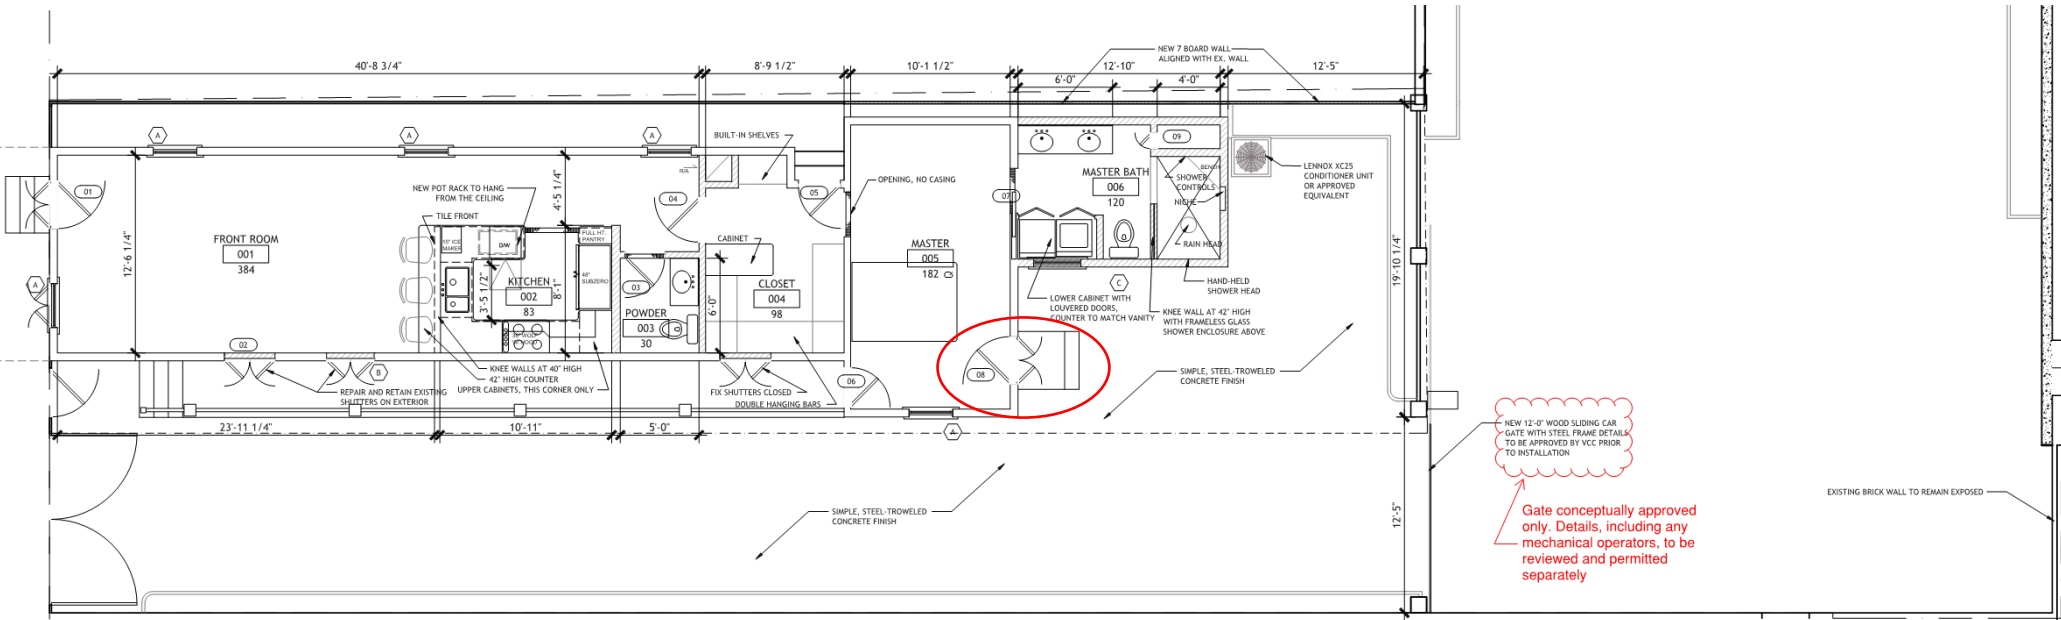 40'-8 3/4"
8'-9 1/2"
10'-1 1/2"
12'-10"
12'-5"
6'-0"
4'-0"
NEW 7 BOARD WALL
ALIGNED WITH EX. WALL
A
A
A
BUILT-IN SHELVES
09
01
NEW POT RACK TO HANG
FROM THE CEILING
4'-5 1/4"
04
05
OPENING, NO CASING
07
MASTER BATH
006
120
BENCH
SHOWER
CONTROLS
NICHE
RAIN HEAD
LENNOX XC25
CONDITIONER UNIT
OR APPROVED
EQUIVALENT
TILE FRONT
FRONT ROOM
001
384
12'-6 1/4"
15" ICE
MAKER
D/W
FULL HT.
PANTRY
CABINET
MASTER
005
182
19'-10 1/4"
A
3'-5 1/2"
KITCHEN
002
83
8'-1"
48"
SUBZERO
03
POWDER
003
30
6'-0"
CLOSET
004
98
C
HAND-HELD
SHOWER HEAD
LOWER CABINET WITH
LOUVERED DOORS,
COUNTER TO MATCH VANITY
KNEE WALL AT 42" HIGH
WITH FRAMELESS GLASS
SHOWER ENCLOSURE ABOVE
02
B
KNEE WALLS AT 40" HIGH
42" HIGH COUNTER
UPPER CABINETS, THIS CORNER ONLY
REPAIR AND RETAIN EXISTING
SHUTTERS ON EXTERIOR
FIX SHUTTERS CLOSED
DOUBLE HANGING BARS
06
08
SIMPLE, STEEL-TROWELED
CONCRETE FINISH
23'-11 1/4"
10'-11"
5'-0"
A
NEW 12'-0" WOOD SLIDING CAR
GATE WITH STEEL FRAME DETAILS
TO BE APPROVED BY VCC PRIOR
TO INSTALLATION
EXISTING BRICK WALL TO REMAIN EXPOSED
SIMPLE, STEEL-TROWELED
CONCRETE FINISH
12'-5"
Gate conceptually approved
only. Details, including any
mechanical operators, to be
reviewed and permitted
separately